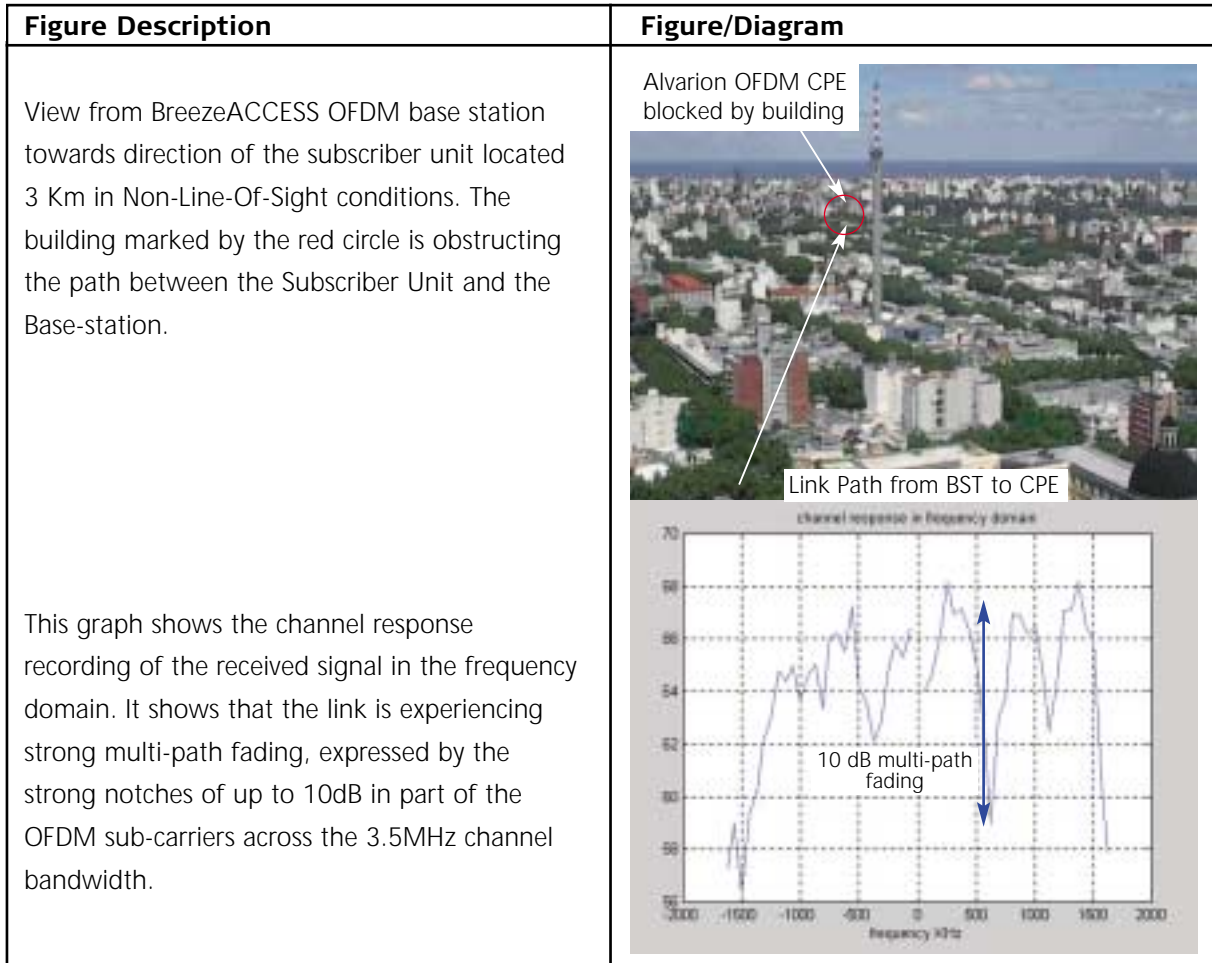 Figure Description
Figure/Diagram
View from BreezeACCESS OFDM base station
towards direction of the subscriber unit located
3 Km in Non-Line-Of-Sight conditions. The
building marked by the red circle is obstructing
the path between the Subscriber Unit and the
Base-station.
Alvarion OFDM CPE
blocked by building
Link Path from BST to CPE
This graph shows the channel response
recording of the received signal in the frequency
domain. It shows that the link is experiencing
strong multi-path fading, expressed by the
strong notches of up to 10dB in part of the
OFDM sub-carriers across the 3.5MHz channel
bandwidth.
channel response in frequency domain
70
68
66
64
62
60
58
56
10 dB multi-path
fading
-2000 -1500 -1000 -500 0 500 1000 1500 2000
frequency KHz